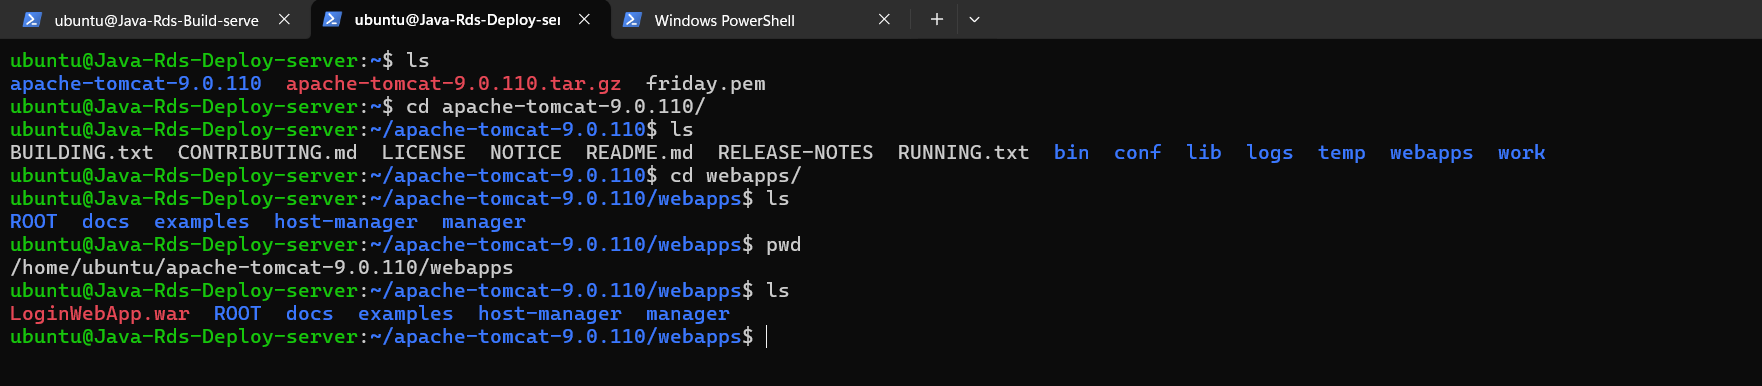 ubuntu@Java-Rds-Build-serve
ubuntu@Java-Rds-Deploy-ser
Windows PowerShell
ubuntu@Java-Rds-Deploy-server:~$ ls
apache-tomcat-9.0.110  apache-tomcat-9.0.110.tar.gz  friday.pem
ubuntu@Java-Rds-Deploy-server:~$ cd apache-tomcat-9.0.110/
ubuntu@Java-Rds-Deploy-server:~/apache-tomcat-9.0.110$ ls
BUILDING.txt  CONTRIBUTING.md  LICENSE  NOTICE  README.md  RELEASE-NOTES  RUNNING.txt  bin  conf  lib  logs  temp  webapps  work
ubuntu@Java-Rds-Deploy-server:~/apache-tomcat-9.0.110$ cd webapps/
ubuntu@Java-Rds-Deploy-server:~/apache-tomcat-9.0.110/webapps$ ls
ROOT  docs  examples  host-manager  manager
ubuntu@Java-Rds-Deploy-server:~/apache-tomcat-9.0.110/webapps$ pwd
/home/ubuntu/apache-tomcat-9.0.110/webapps
ubuntu@Java-Rds-Deploy-server:~/apache-tomcat-9.0.110/webapps$ ls
LoginWebApp.war  ROOT  docs  examples  host-manager  manager
ubuntu@Java-Rds-Deploy-server:~/apache-tomcat-9.0.110/webapps$